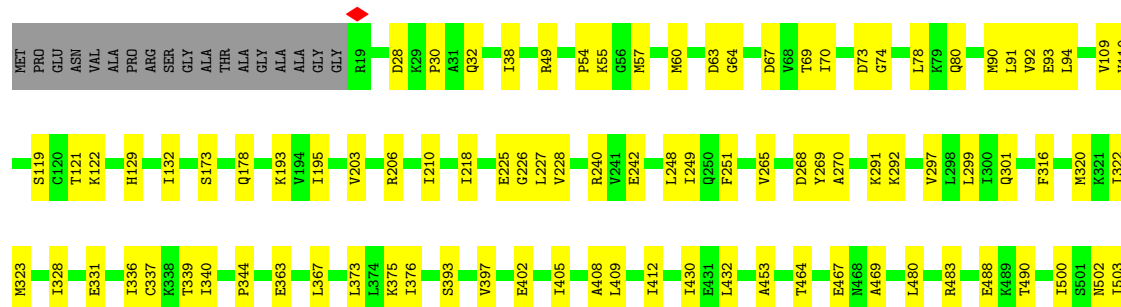 MET PRO GLU ASN VAL ALA PRO ARG SER GLY ALA THR ALA GLY ALA ALA GLY GLY R19 D28 K29 P30 A31 Q32 I38 R49 P54 K55 G56 M57 M60 D63 G64 D67 V68 T69 I70 D73 G74 L78 K79 Q80 M90 L91 V92 E93 L94 V109
S119 C120 T121 K122 H129 I132 S173 Q178 K193 V194 I195 V203 R206 I210 I218 E225 G226 L227 V228 R240 V241 E242 L248 I249 Q250 F251 V265 D268 Y269 A270 K291 K292 V297 L298 L299 I300 Q301 F316 M320 K321 I322
M323 I328 E331 I336 C337 K338 T339 I340 P344 E363 L367 L373 L374 K375 I376 S393 V397 E402 I405 A408 L409 I412 I430 E431 L432 A453 T464 E467 N468 A469 L480 R483 E488 K489 T490 I500 S501 N502 I503